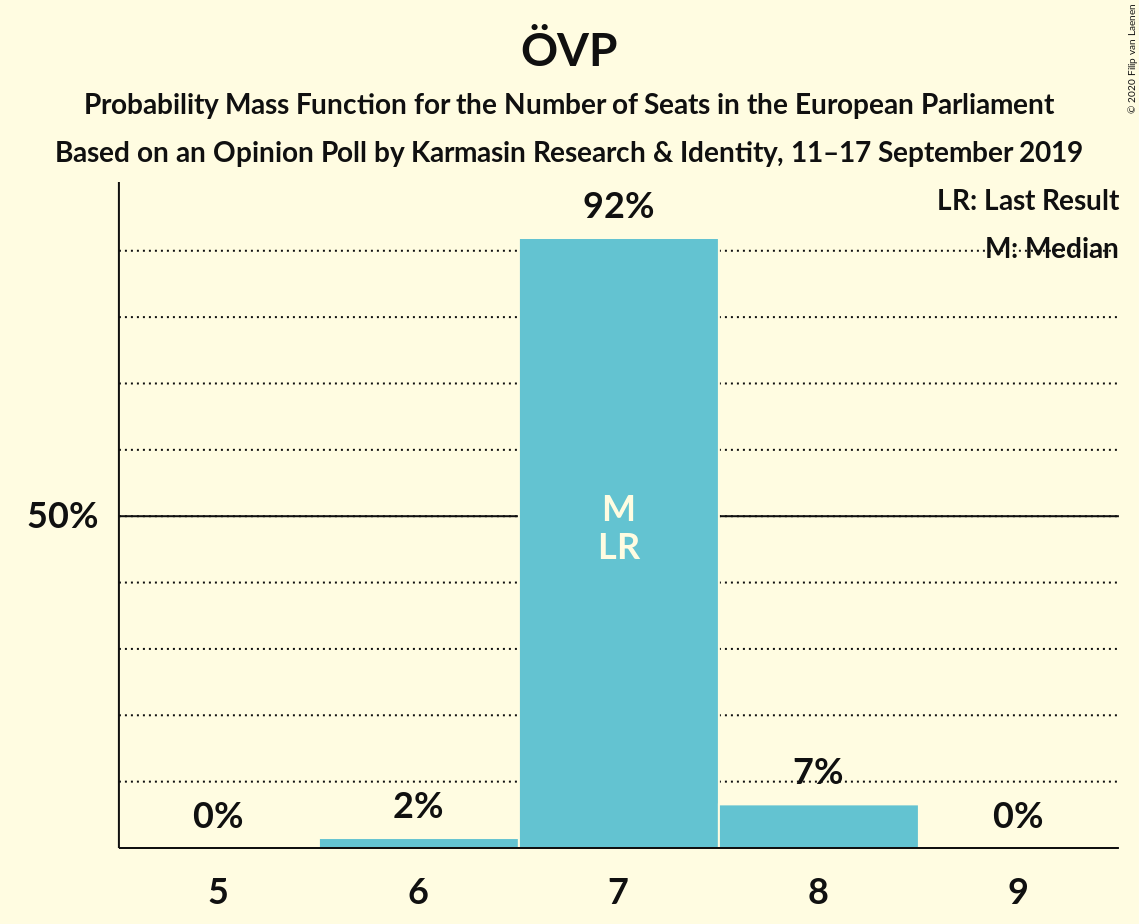 ÖVP
Probability Mass Function for the Number of Seats in the European Parliament
Based on an Opinion Poll by Karmasin Research & Identity, 11–17 September 2019
© 2020 Filip van Laenen
LR: Last Result
M: Median
92%
50%
M
LR
7%
2%
0%
0%
5 6 7 8 9